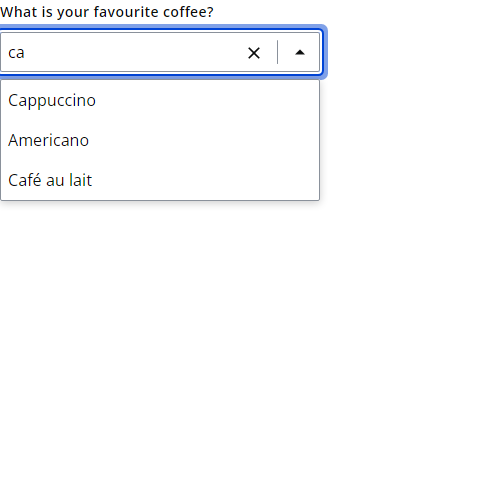 What is your favourite coffee?
ca
Cappuccino
Americano
Café au lait